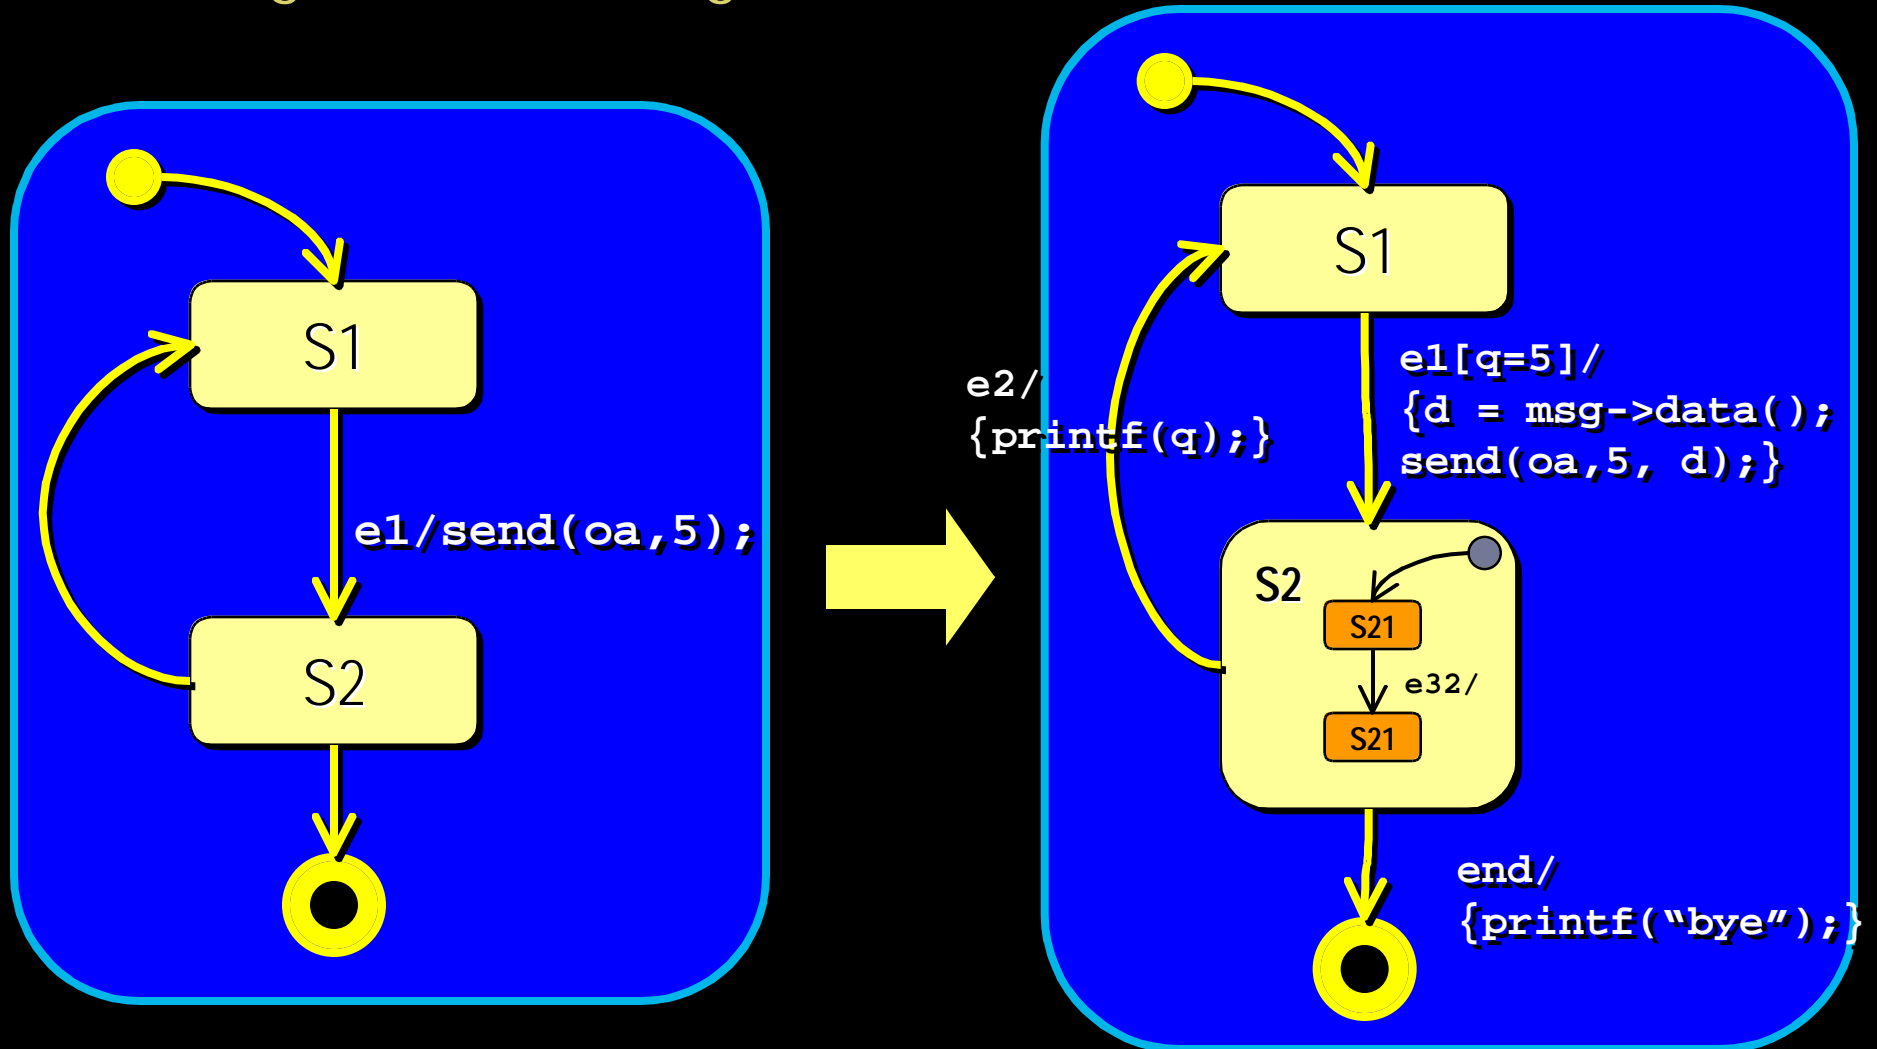 S1
e1/send(oa,5);
S2
S1
e1[q=5]/
{d = msg->data();
send(oa,5, d);}
e2/
{printf(q);}
S2
S21
e32/
S21
end/
{printf(“bye”);}